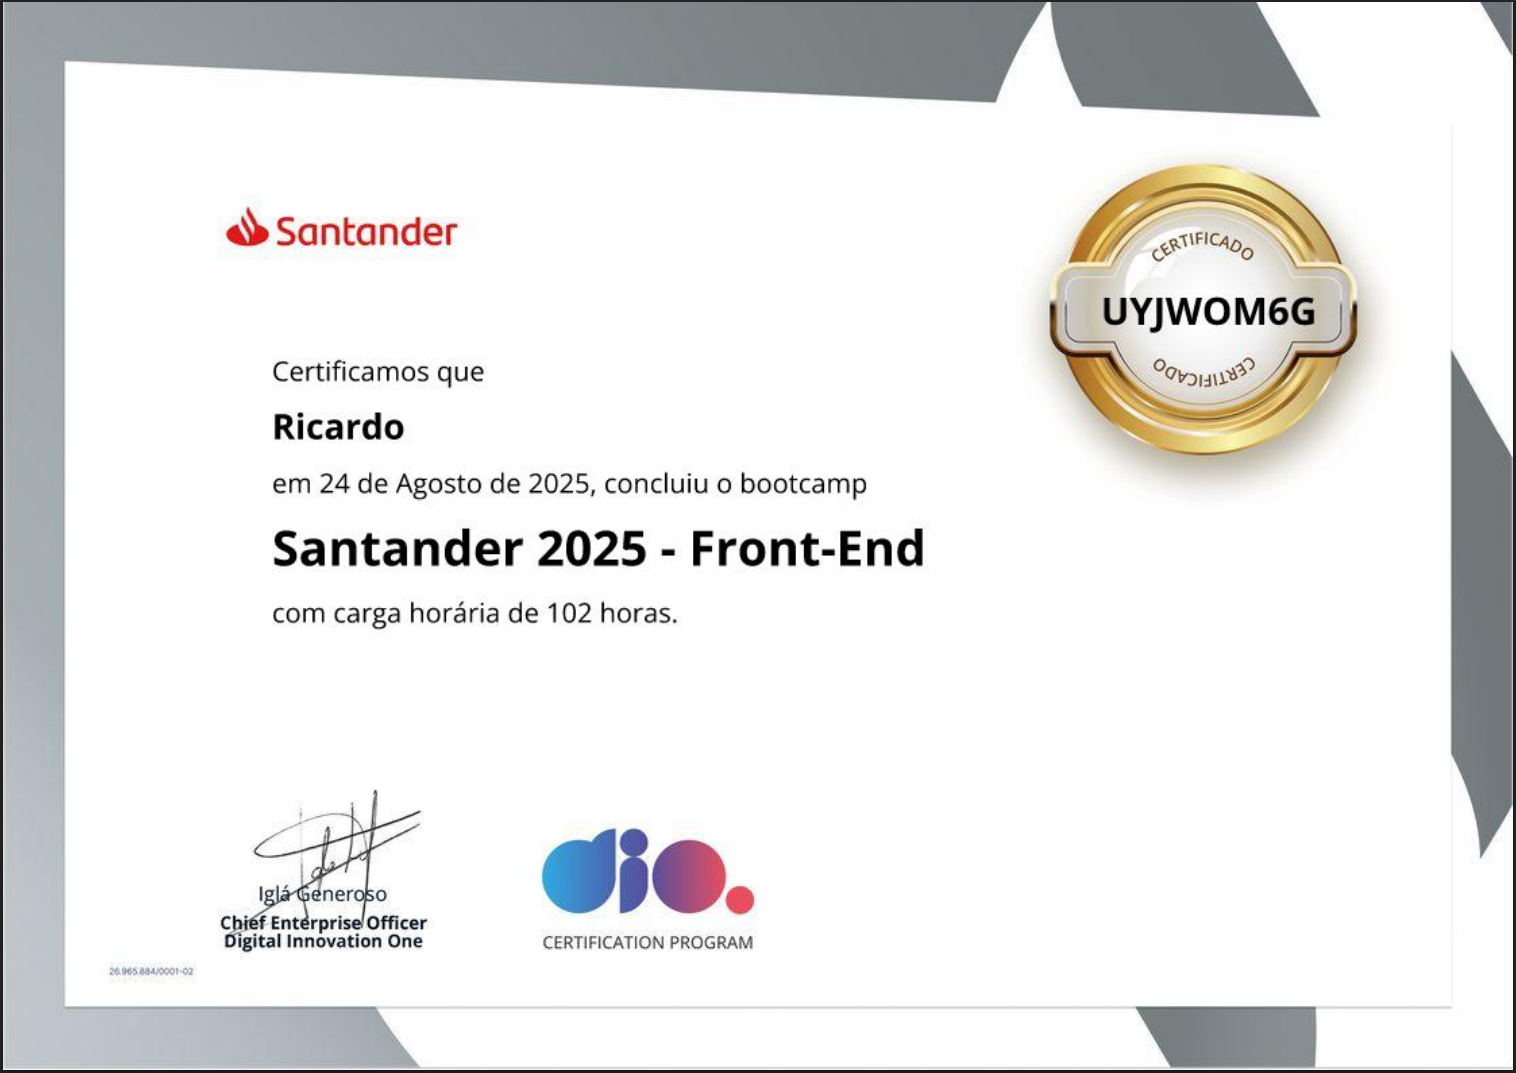 Santander
CERTIFICADO
UYJWOM6G
CERTIFICADO
Certificamos que
Ricardo
em 24 de Agosto de 2025, concluiu o bootcamp
Santander 2025 - Front-End
com carga horária de 102 horas.
Iglá Generoso
Chief Enterprise Officer
Digital Innovation One
dio.
CERTIFICATION PROGRAM
26.965.884/0001-02